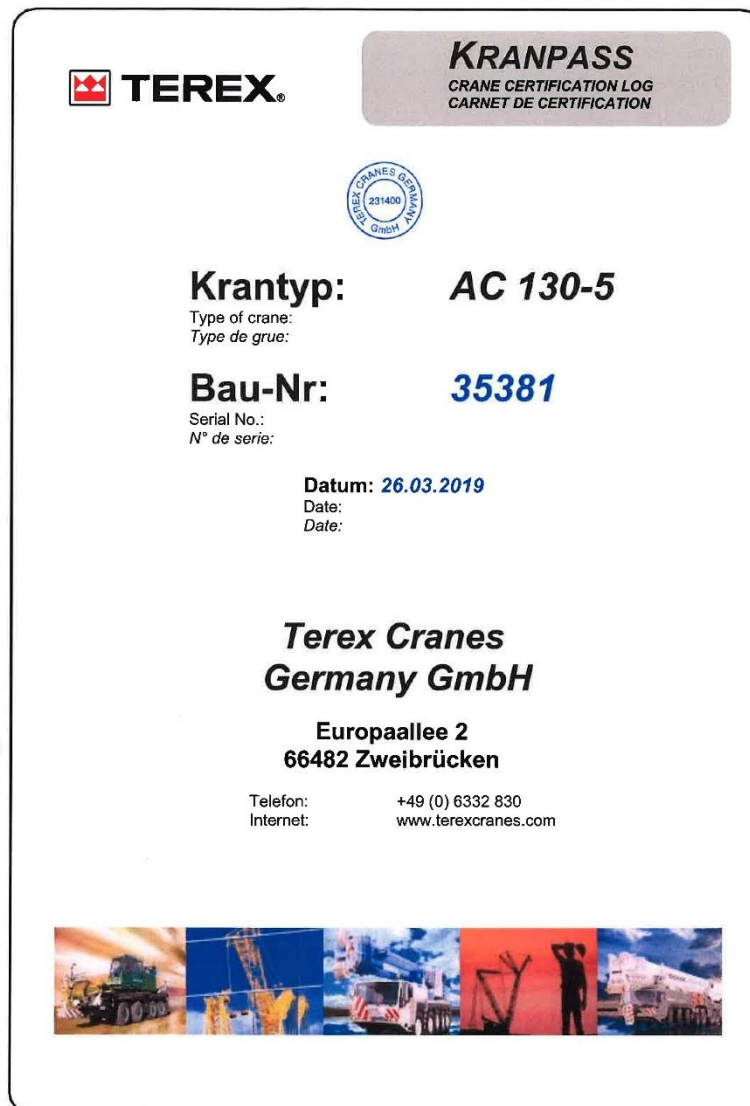 TEREX®
KRANPASS
CRANE CERTIFICATION LOG
CARNET DE CERTIFICATION
TEREX CRANES GERMANY
231400
GmbH
Krantyp: AC 130-5
Type of crane:
Type de grue:
Bau-Nr: 35381
Serial No.:
N° de serie:
Datum: 26.03.2019
Date:
Date:
Terex Cranes
Germany GmbH
Europaallee 2
66482 Zweibrücken
Telefon: +49 (0) 6332 830
Internet: www.terexcranes.com